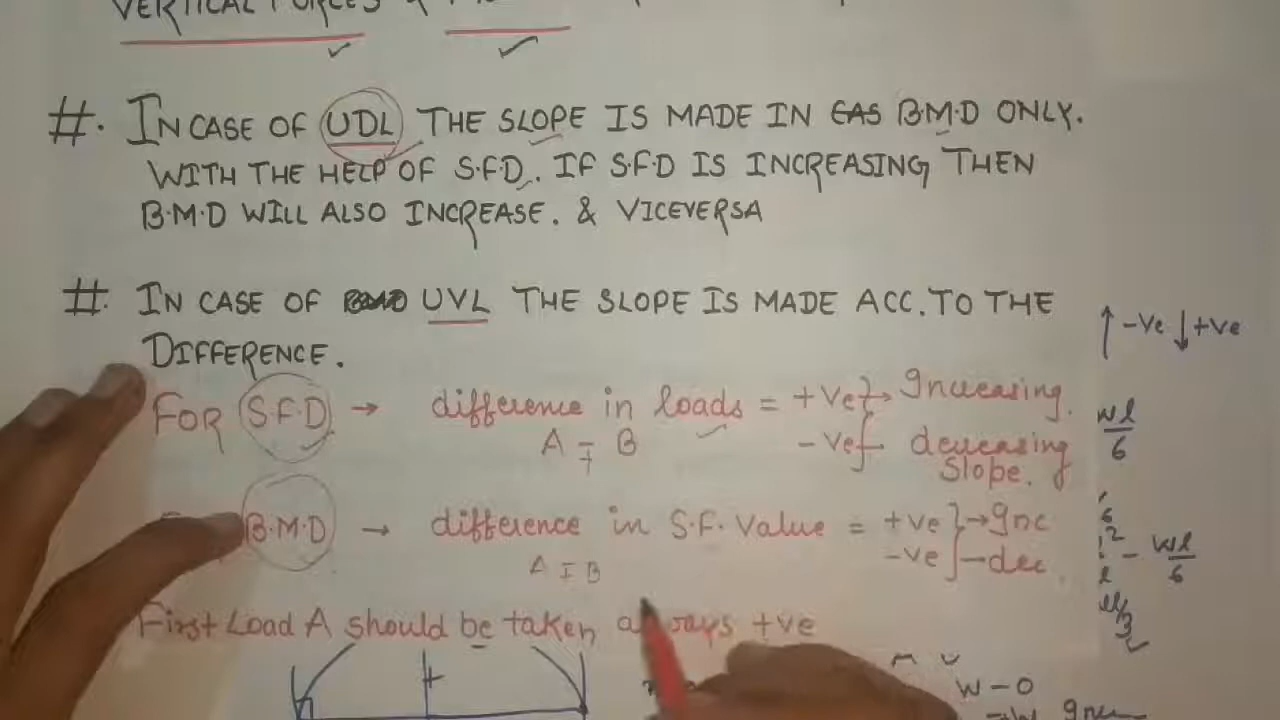 VERTICAL FORCES &
#. IN CASE OF UDL THE SLOPE IS MADE IN B.M.D ONLY.
WITH THE HELP OF S.F.D. IF S.F.D IS INCREASING THEN
B.M.D WILL ALSO INCREASE. & VICEVERSA
# IN CASE OF UVL THE SLOPE IS MADE ACC. TO THE
DIFFERENCE.
↑ -ve ↓ +ve
FOR S.F.D → difference in loads = +ve → Increasing.
A - B -ve decreasing
Slope.
wl/6
B.M.D → difference in S.F. Value = +ve → Inc
-ve - dec
A B
- wl/6
First Load A should be taken always +ve
W - 0